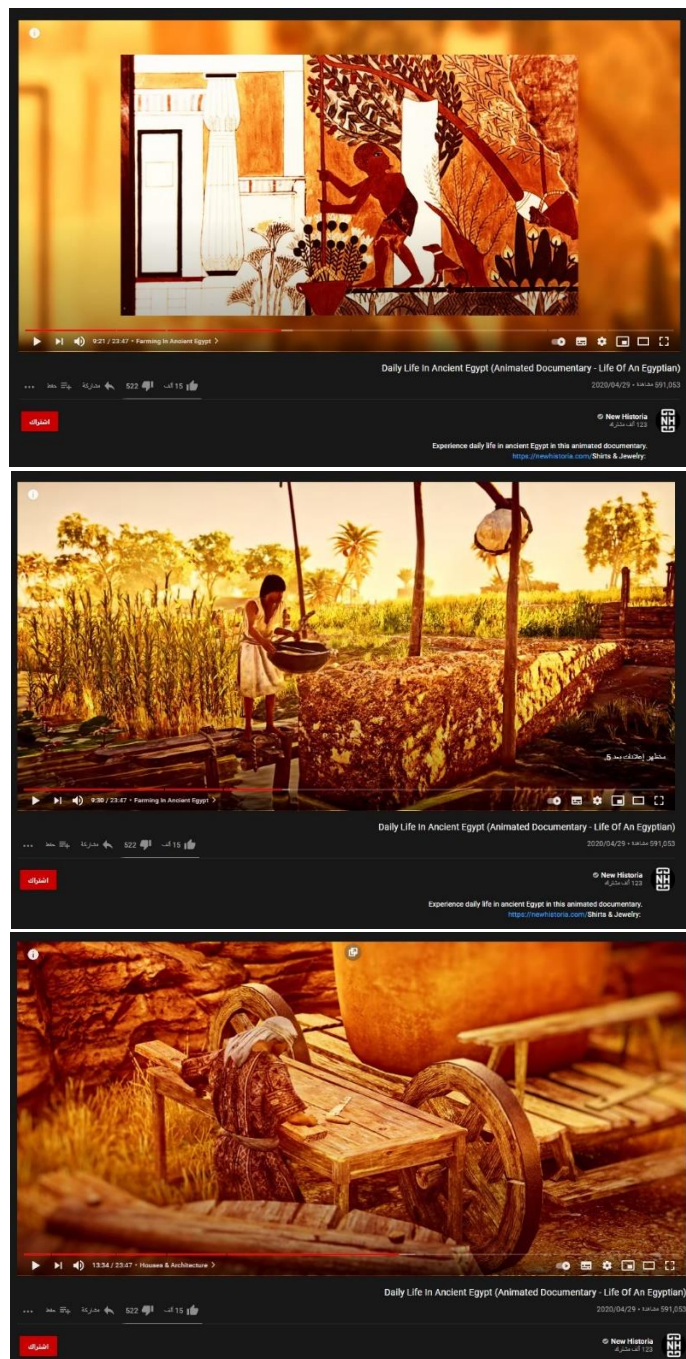 9:21 / 23:47 • Farming In Ancient Egypt >
Daily Life In Ancient Egypt (Animated Documentary - Life Of An Egyptian)
591,053 مشاهدة • 2020/04/29
15 ألف 522 مشاركة حفظ ...
New Historia
123 ألف مشترك
اشتراك
Experience daily life in ancient Egypt in this animated documentary.
https://newhistoria.com/Shirts & Jewelry:
ستظهر إعلانات بعد 5
9:30 / 23:47 • Farming In Ancient Egypt >
Daily Life In Ancient Egypt (Animated Documentary - Life Of An Egyptian)
591,053 مشاهدة • 2020/04/29
15 ألف 522 مشاركة حفظ ...
New Historia
123 ألف مشترك
اشتراك
Experience daily life in ancient Egypt in this animated documentary.
https://newhistoria.com/Shirts & Jewelry:
13:54 / 23:47 • Houses & Architecture >
Daily Life In Ancient Egypt (Animated Documentary - Life Of An Egyptian)
591,053 مشاهدة • 2020/04/29
15 ألف 522 مشاركة حفظ ...
New Historia
123 ألف مشترك
اشتراك